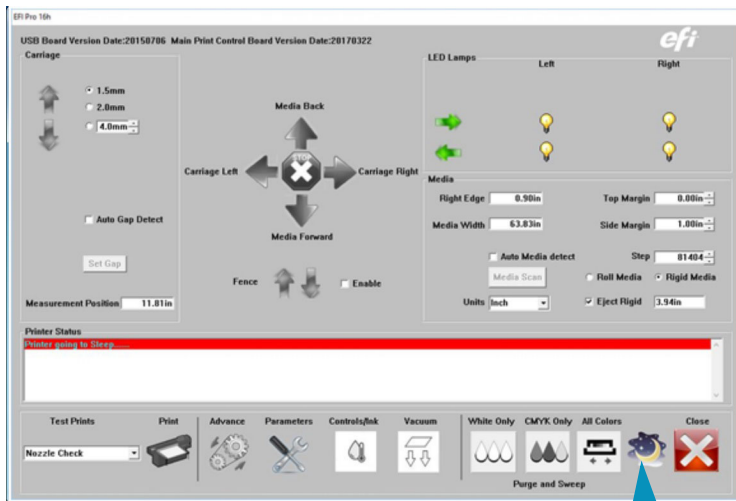 EFI Pro 16h
USB Board Version Date:20150706 Main Print Control Board Version Date:20170322
efi
Carriage
1.5mm
2.0mm
4.0mm
Auto Gap Detect
Set Gap
Measurement Position 11.81in
Media Back
Carriage Left STOP Carriage Right
Media Forward
Fence Enable
LED Lamps
Left Right
Media
Right Edge 0.90in Top Margin 0.00in
Media Width 63.83in Side Margin 1.00in
Auto Media detect Step 81404
Media Scan Roll Media Rigid Media
Units Inch Eject Rigid 3.94in
Printer Status
Printer going to Sleep......
Test Prints Print Advance Parameters Controls/Ink Vacuum White Only CMYK Only All Colors Close
Nozzle Check
Purge and Sweep